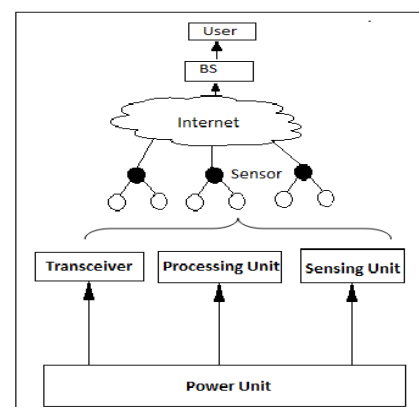 User
BS
Internet
Sensor
Transceiver
Processing Unit
Sensing Unit
Power Unit